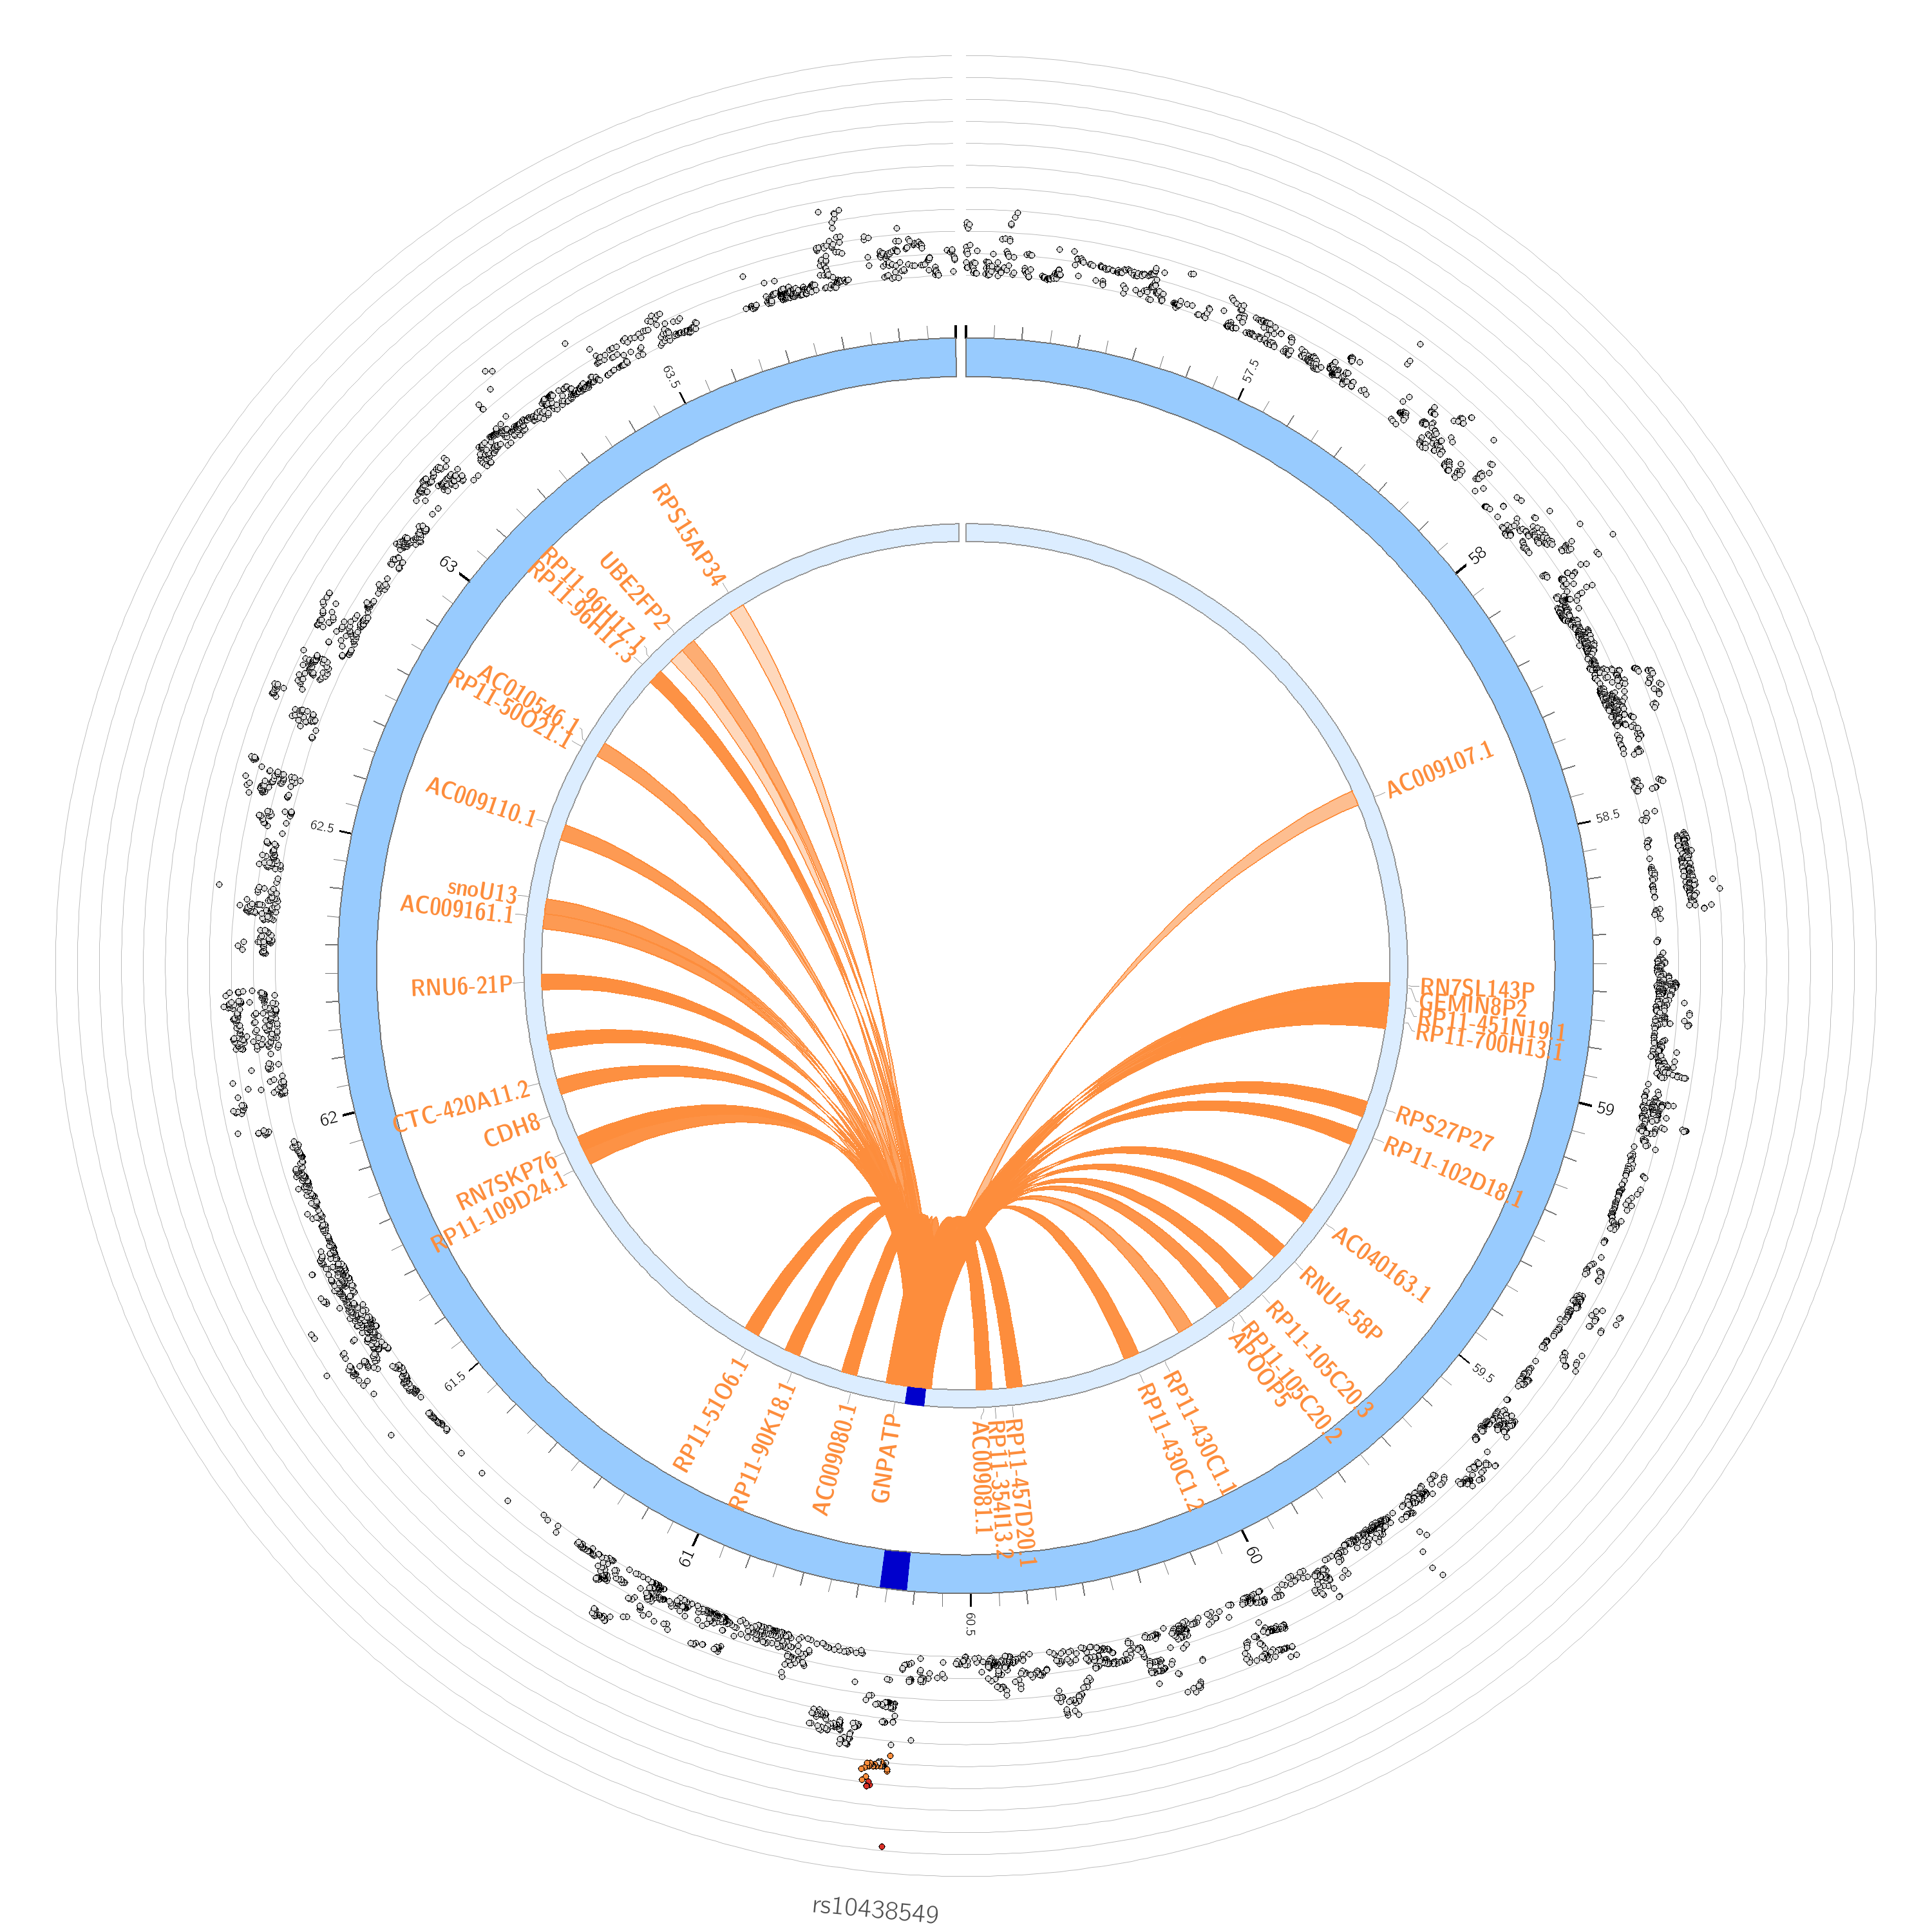 57.5
58
58.5
59
59.5
60
60.5
61
61.5
62
62.5
63
63.5
AC009107.1
RN7SL143P
GEMIN8P2
RP11-451N19.1
RP11-700H13.1
RPS27P27
RP11-102D18.1
AC040163.1
RNU4-58P
RP11-105C20.3
RP11-105C20.2
APOOP5
RP11-430C1.1
RP11-430C1.2
RP11-457D20.1
RP11-354I13.2
AC009081.1
GNPATP
AC009080.1
RP11-90K18.1
RP11-51O6.1
RP11-109D24.1
RN7SKP76
CDH8
CTC-420A11.2
RNU6-21P
AC009161.1
snoU13
AC009110.1
RP11-50O21.1
AC010546.1
RP11-96H17.3
RP11-96H17.1
UBE2FP2
RPS15AP34
rs10438549